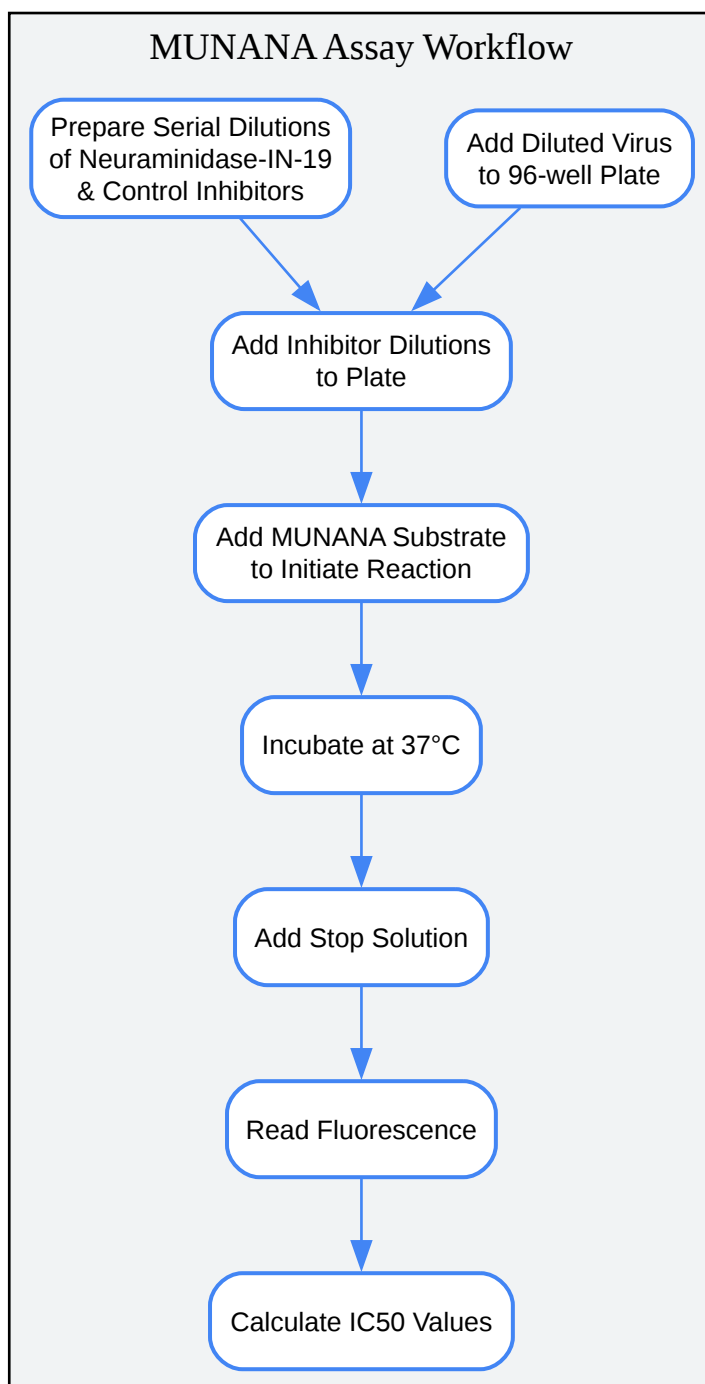 MUNANA Assay Workflow
Prepare Serial Dilutions
of Neuraminidase-IN-19
& Control Inhibitors
Add Diluted Virus
to 96-well Plate
Add Inhibitor Dilutions
to Plate
Add MUNANA Substrate
to Initiate Reaction
Incubate at 37°C
Add Stop Solution
Read Fluorescence
Calculate IC50 Values